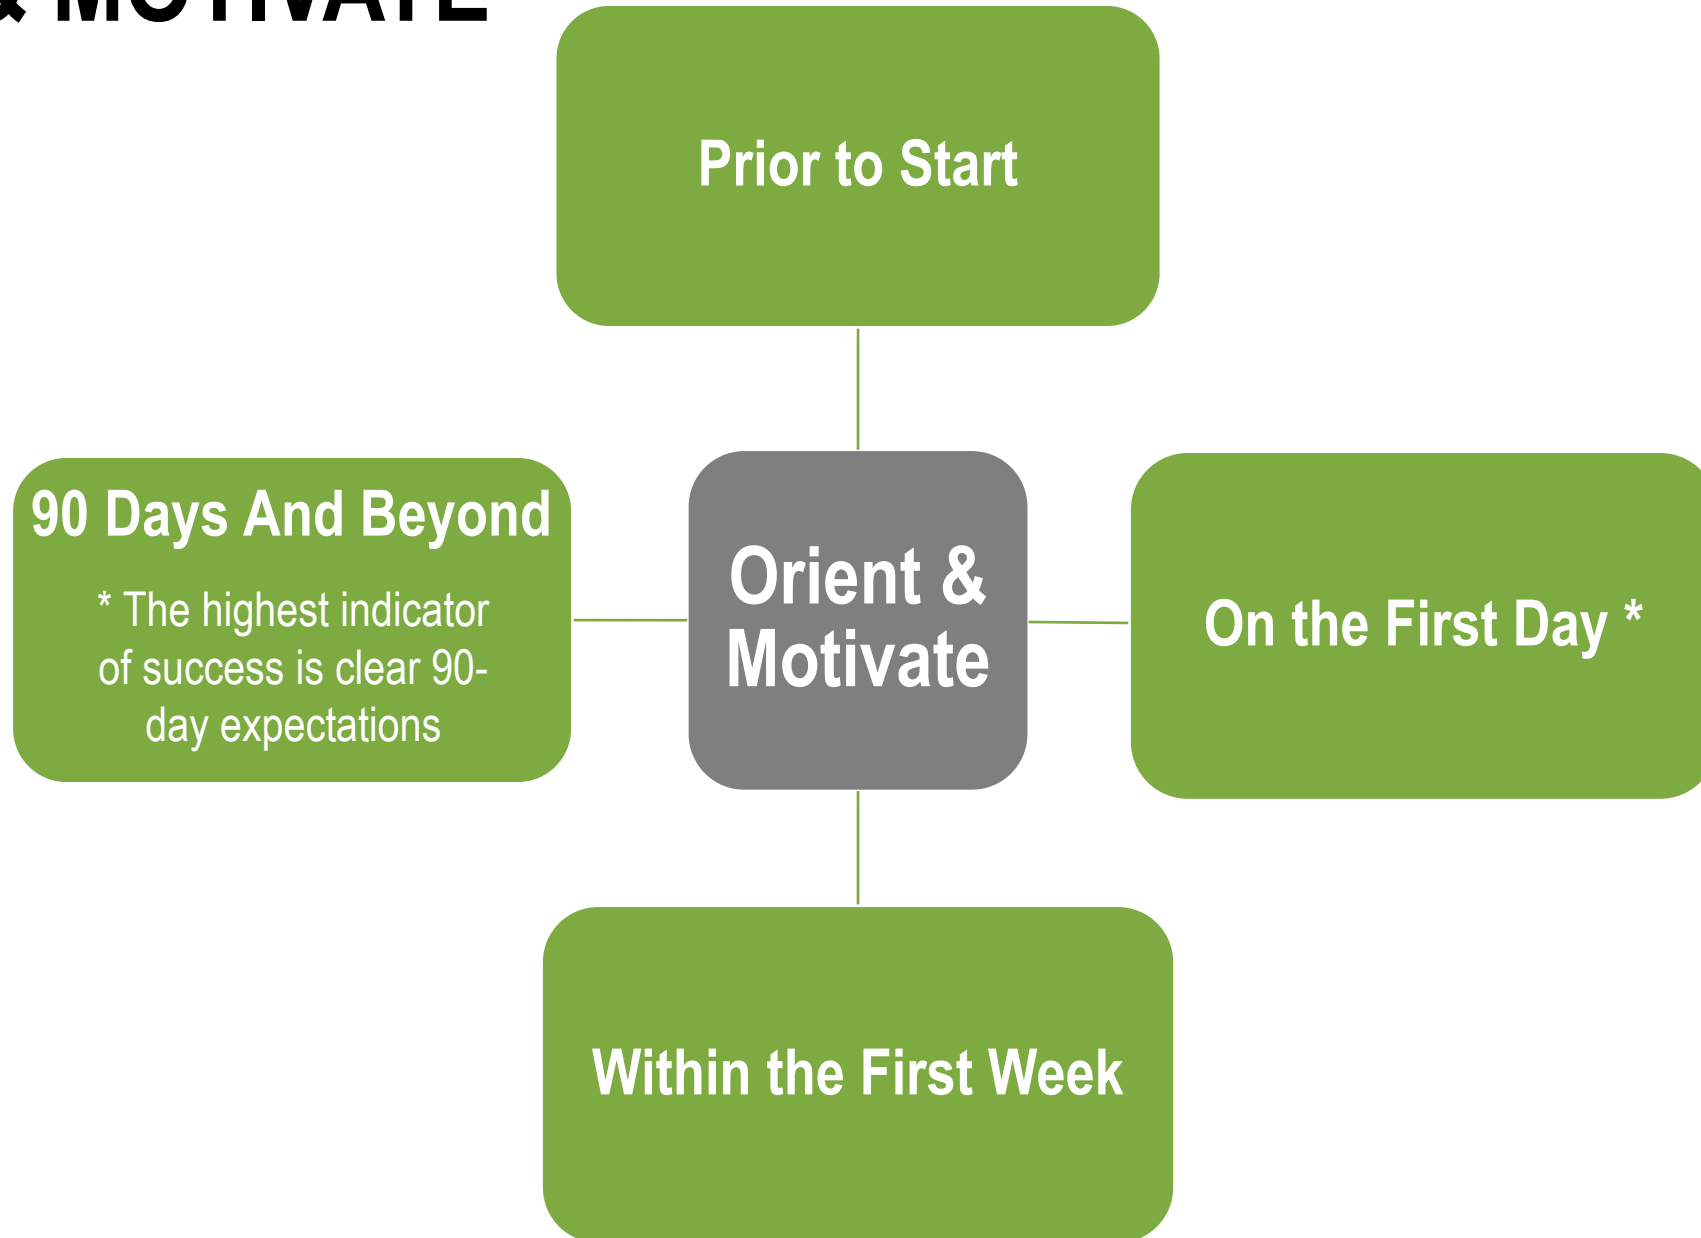 & MOTIVATE
Prior to Start
90 Days And Beyond
* The highest indicator
of success is clear 90-
day expectations
Orient &
Motivate
On the First Day *
Within the First Week